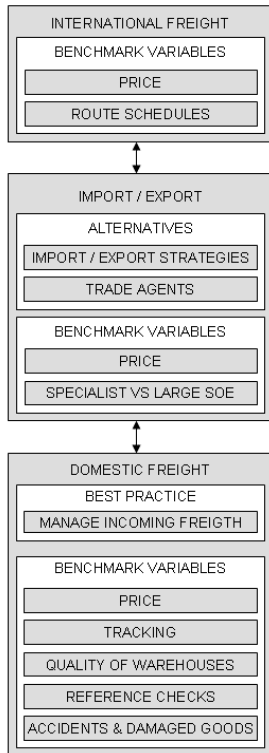 INTERNATIONAL FREIGHT
BENCHMARK VARIABLES
PRICE
ROUTE SCHEDULES
IMPORT / EXPORT
ALTERNATIVES
IMPORT / EXPORT STRATEGIES
TRADE AGENTS
BENCHMARK VARIABLES
PRICE
SPECIALIST VS LARGE SOE
DOMESTIC FREIGHT
BEST PRACTICE
MANAGE INCOMING FREIGTH
BENCHMARK VARIABLES
PRICE
TRACKING
QUALITY OF WAREHOUSES
REFERENCE CHECKS
ACCIDENTS & DAMAGED GOODS